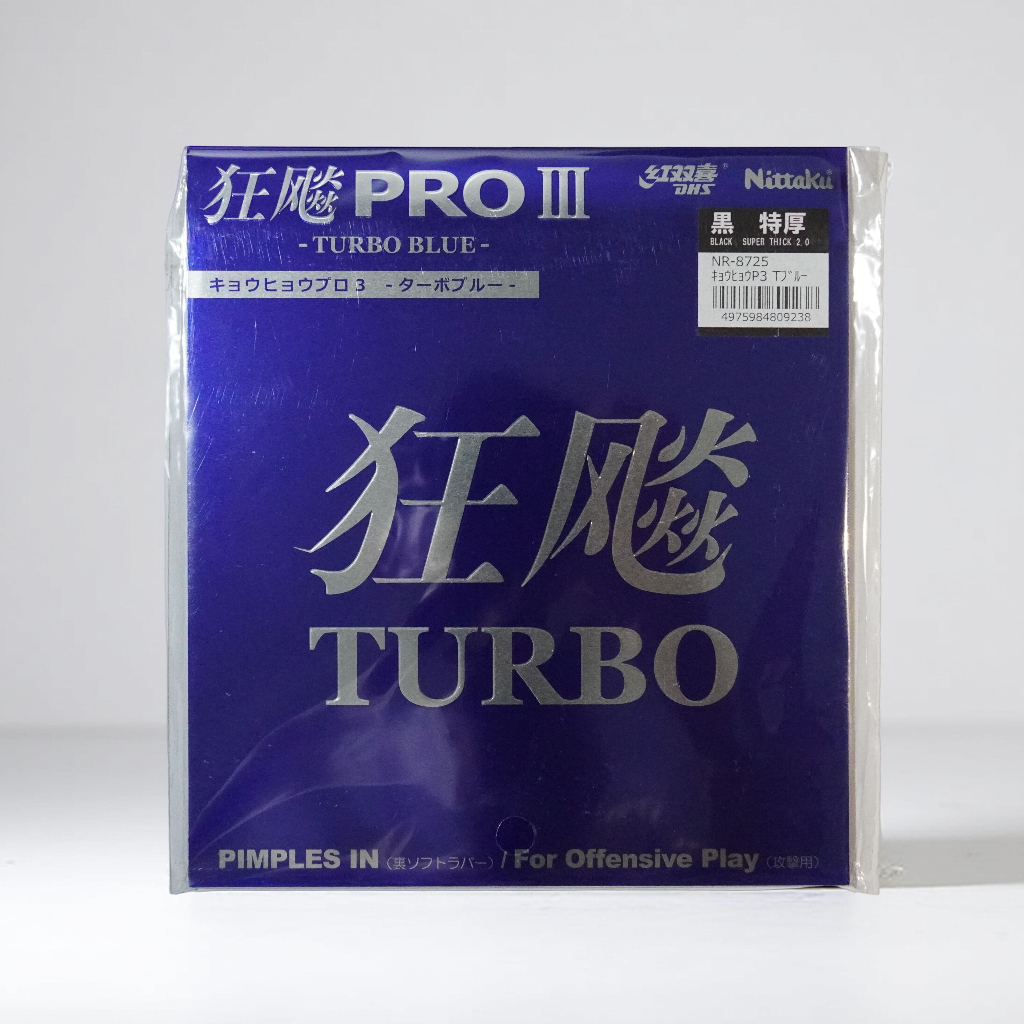 狂飚 PRO III
紅双喜 DHS
Nittaku
- TURBO BLUE -
キョウヒョウプロ3 -ターボブルー-
黒 特厚
BLACK SUPER THICK 2.0
NR-8725
ｷｮｳﾋｮｳP3 Tﾌﾞﾙｰ
4975984809238
狂飚
TURBO
PIMPLES IN（裏ソフトラバー）/ For Offensive Play（攻撃用）